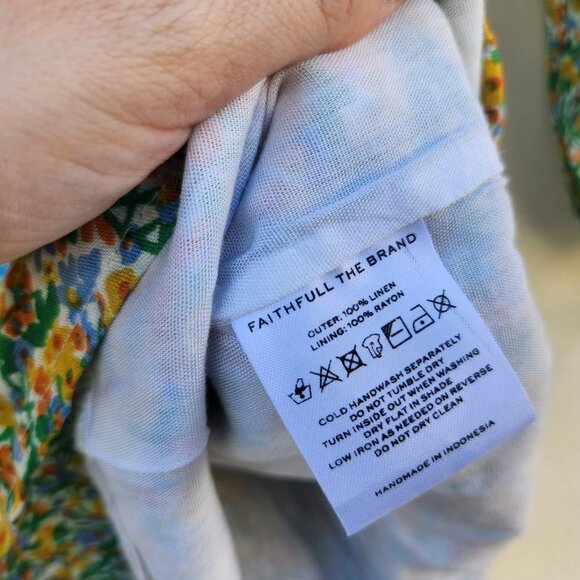 FAITHFULL THE BRAND
OUTER: 100% LINEN
LINING: 100% RAYON
COLD HANDWASH SEPARATELY
DO NOT TUMBLE DRY
TURN INSIDE OUT WHEN WASHING
DRY FLAT IN SHADE
LOW IRON AS NEEDED ON REVERSE
DO NOT DRY CLEAN
HANDMADE IN INDONESIA